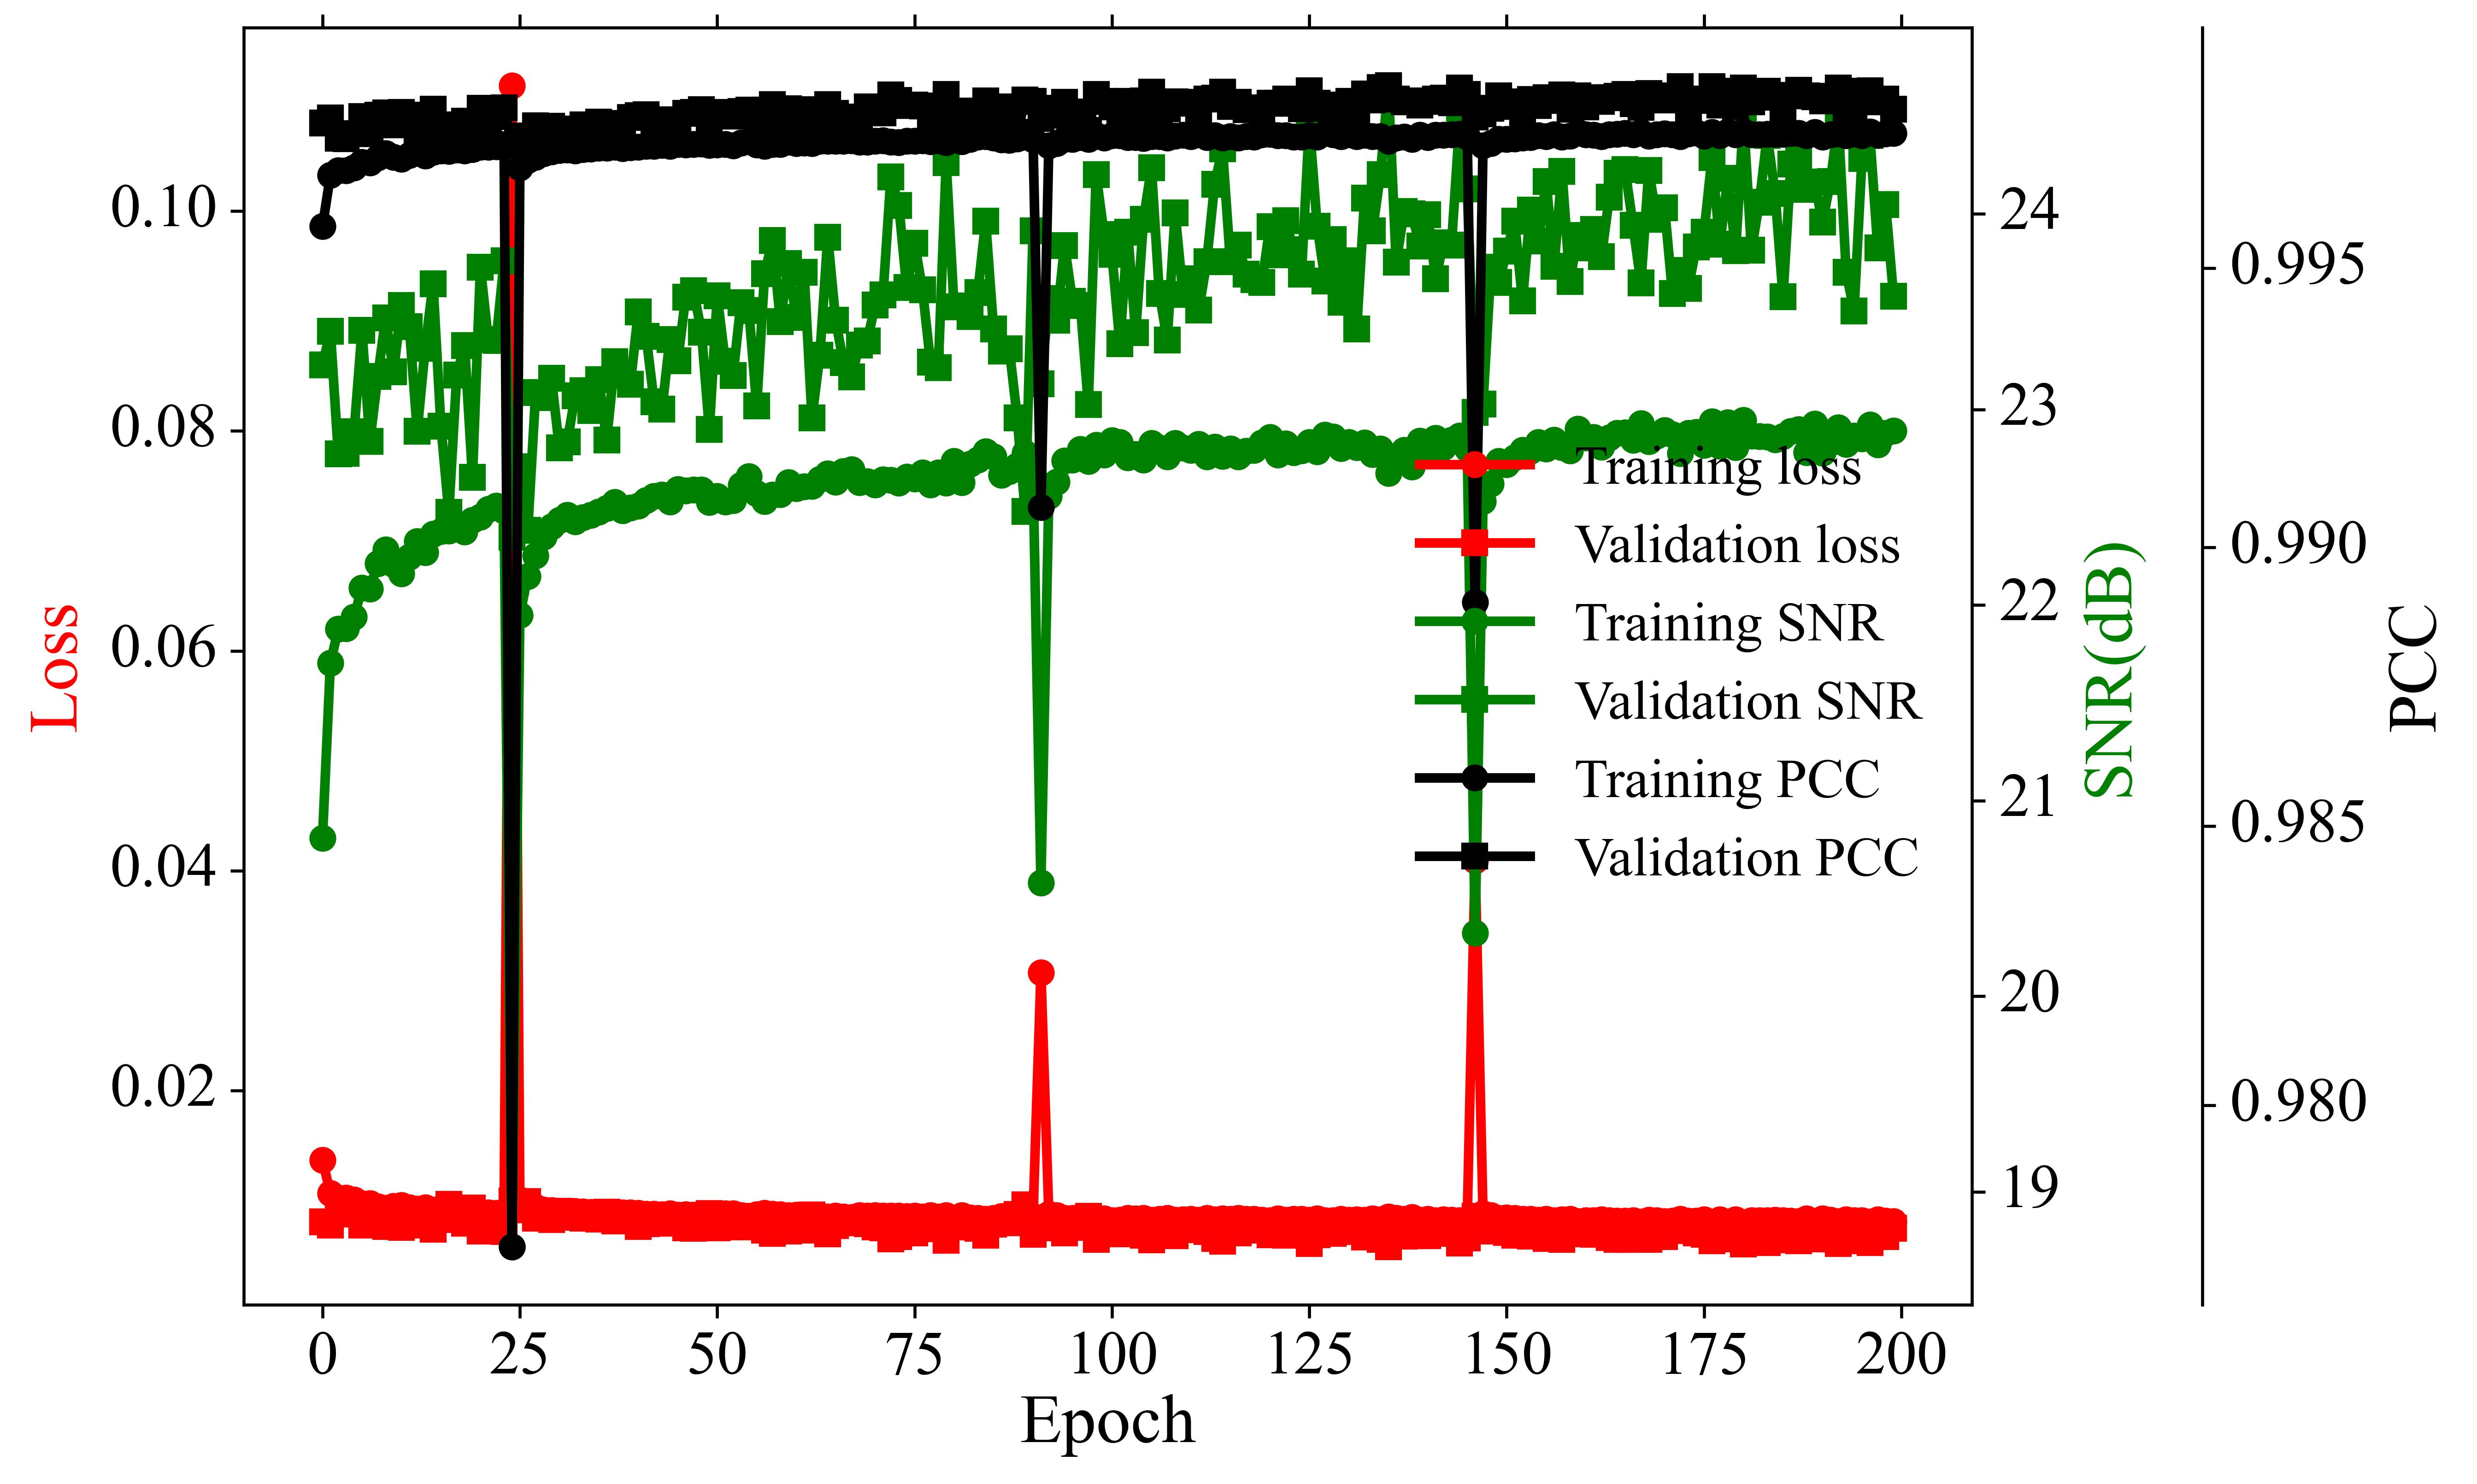 0.10
0.08
0.06
0.04
0.02
Loss
0
25
50
75
100
125
150
175
200
Epoch
Training loss
Validation loss
Training SNR
Validation SNR
Training PCC
Validation PCC
24
23
22
21
20
19
SNR(dB)
0.995
0.990
0.985
0.980
PCC